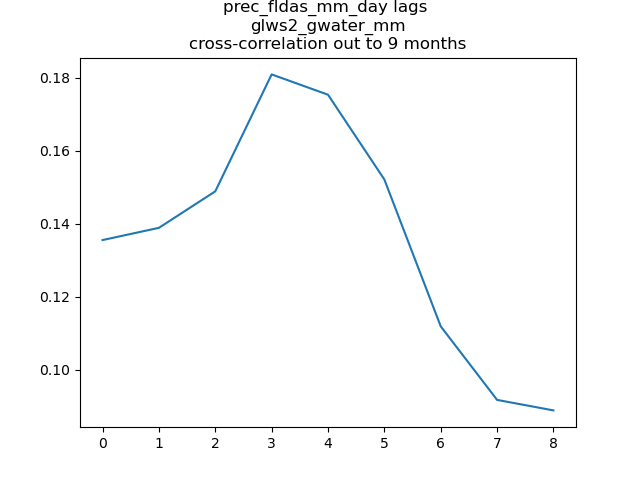 prec_fldas_mm_day lags
glws2_gwater_mm
cross-correlation out to 9 months
0.18
0.16
0.14
0.12
0.10
0 1 2 3 4 5 6 7 8